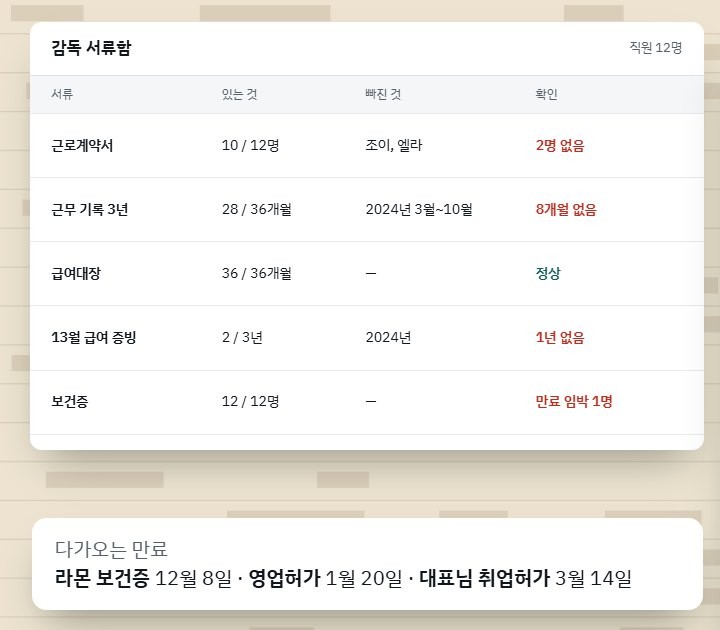 감독 서류함 직원 12명
서류 있는 것 빠진 것 확인
근로계약서 10 / 12명 조이, 엘라 2명 없음
근무 기록 3년 28 / 36개월 2024년 3월~10월 8개월 없음
급여대장 36 / 36개월 — 정상
13월 급여 증빙 2 / 3년 2024년 1년 없음
보건증 12 / 12명 — 만료 임박 1명
다가오는 만료
라몬 보건증 12월 8일 · 영업허가 1월 20일 · 대표님 취업허가 3월 14일